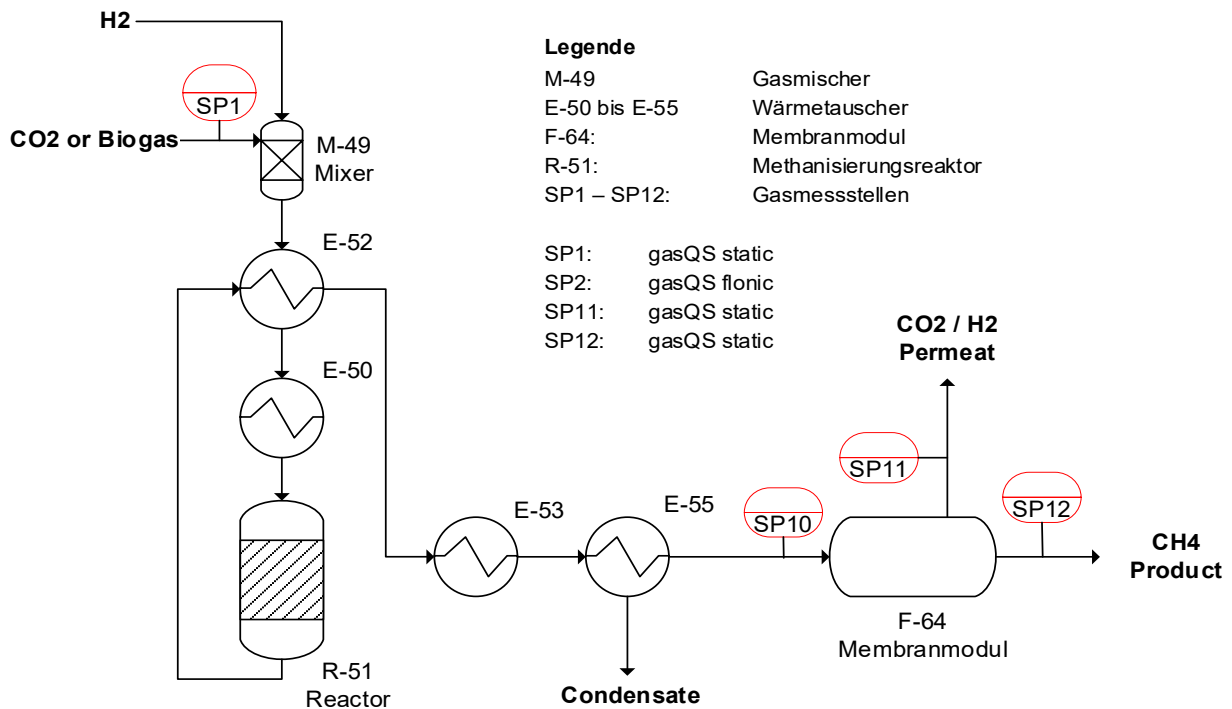 H2
SP1
CO2 or Biogas
M-49
Mixer
E-52
E-50
R-51
Reactor
E-53
E-55
Condensate
SP10
SP11
CO2 / H2
Permeat
SP12
CH4
Product
F-64
Membranmodul
Legende
M-49 Gasmischer
E-50 bis E-55 Wärmetauscher
F-64: Membranmodul
R-51: Methanisierungsreaktor
SP1 – SP12: Gasmessstellen
SP1: gasQS static
SP2: gasQS flonic
SP11: gasQS static
SP12: gasQS static